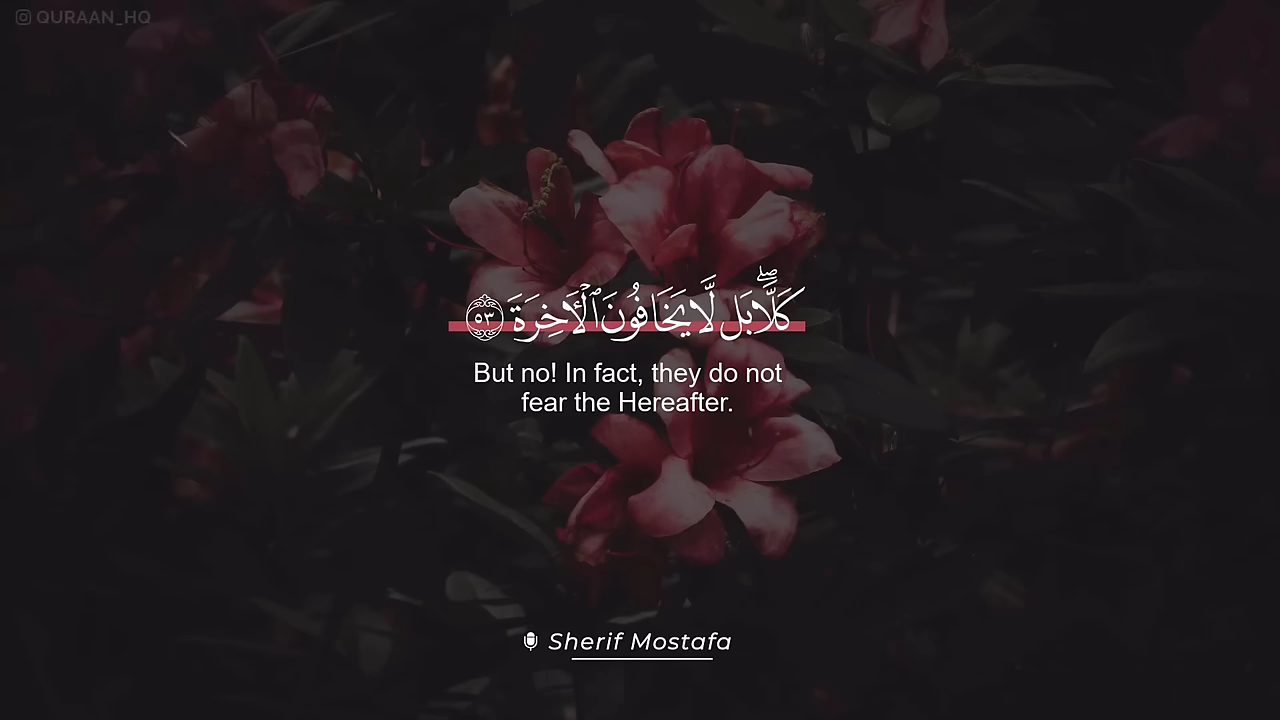 QURAAN_HQ
كَلَّاۖ بَل لَّا يَخَافُونَ ٱلْأٓخِرَةَ ٥٣
But no! In fact, they do not
fear the Hereafter.
Sherif Mostafa